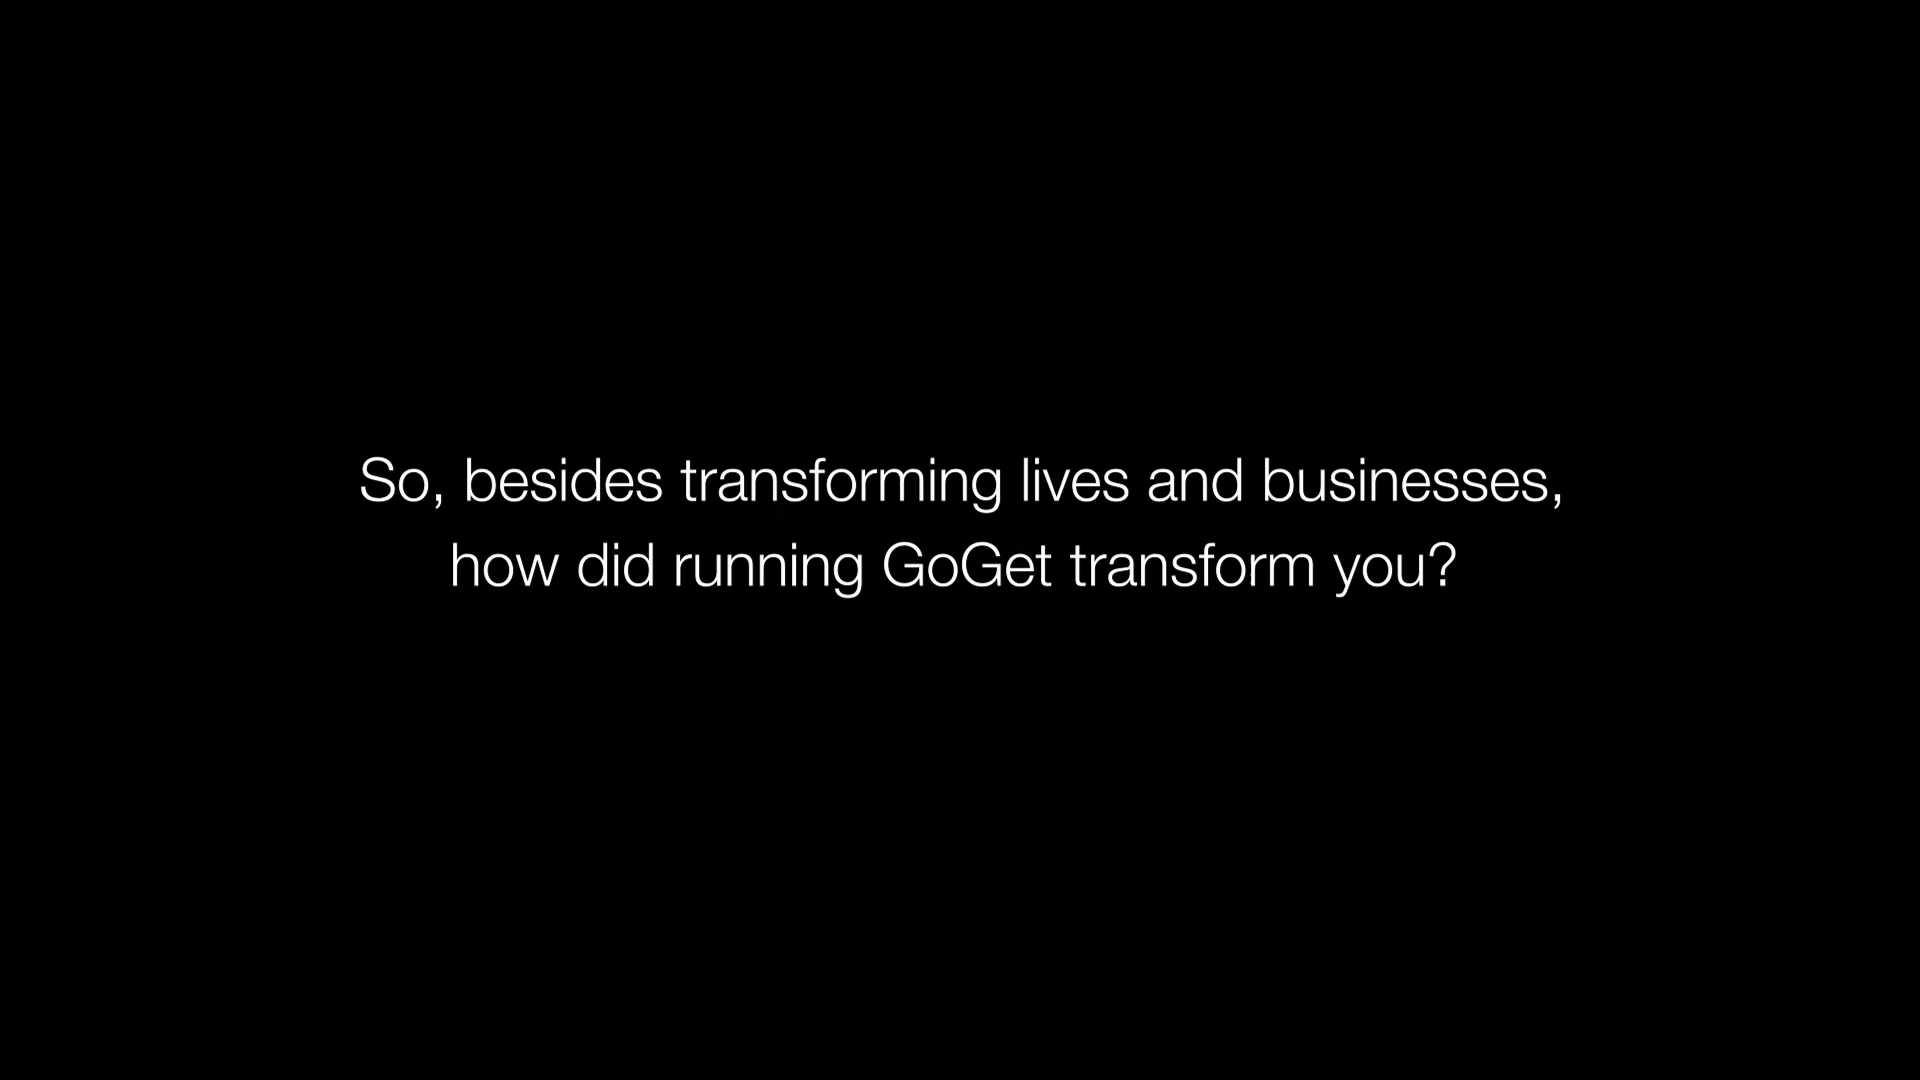 So, besides transforming lives and businesses,
how did running GoGet transform you?